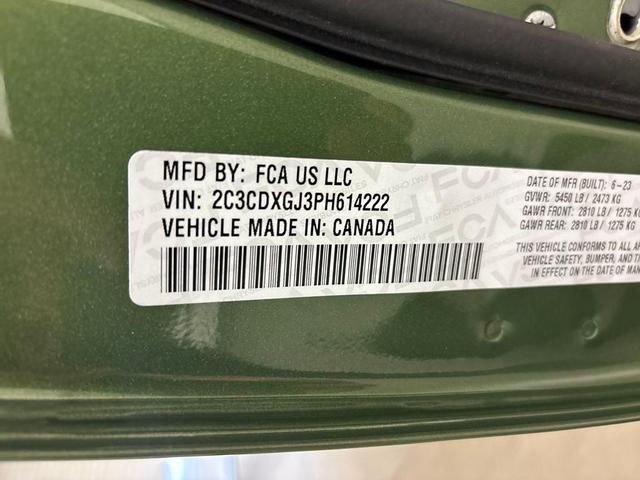 MFD BY: FCA US LLC
VIN: 2C3CDXGJ3PH614222
VEHICLE MADE IN: CANADA
DATE OF MFR (BUILT): 6-23
GVWR: 5450 LB / 2473 KG
GAWR FRONT: 2810 LB / 1275 KG
GAWR REAR: 2810 LB / 1275 KG
THIS VEHICLE CONFORMS TO ALL
VEHICLE SAFETY, BUMPER, AND
IN EFFECT ON THE DATE OF